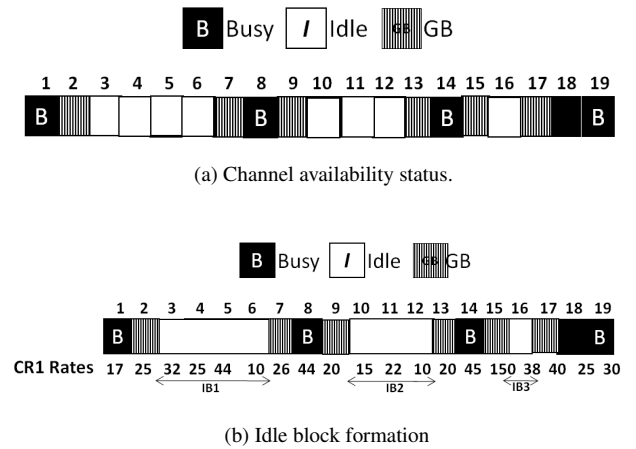 B Busy I Idle GB GB
1 2 3 4 5 6 7 8 9 10 11 12 13 14 15 16 17 18 19
B B B B
(a) Channel availability status.
B Busy I Idle GB GB
1 2 3 4 5 6 7 8 9 10 11 12 13 14 15 16 17 18 19
B B B B
CR1 Rates 17 25 32 25 44 10 26 44 20 15 22 10 20 45 150 38 40 25 30
IB1 IB2 IB3
(b) Idle block formation